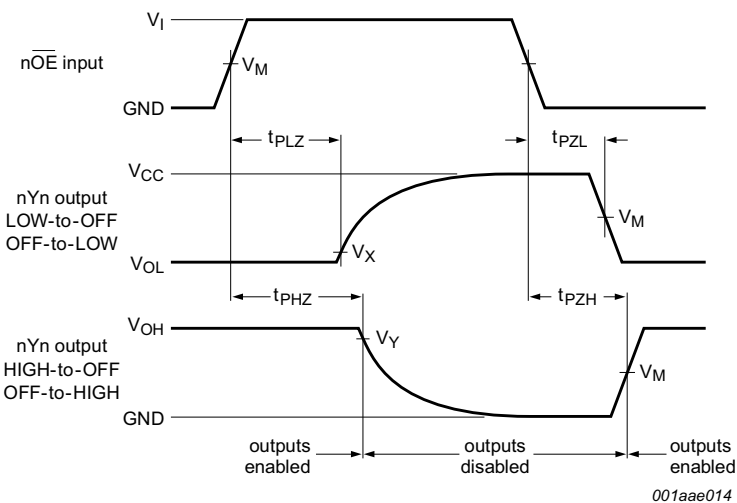 V_I
nO̅E̅ input
V_M
GND
t_PLZ
t_PZL
V_CC
nYn output
LOW-to-OFF
OFF-to-LOW
V_M
V_X
V_OL
t_PHZ
t_PZH
V_OH
V_Y
nYn output
HIGH-to-OFF
OFF-to-HIGH
V_M
GND
outputs
enabled
outputs
disabled
outputs
enabled
001aae014